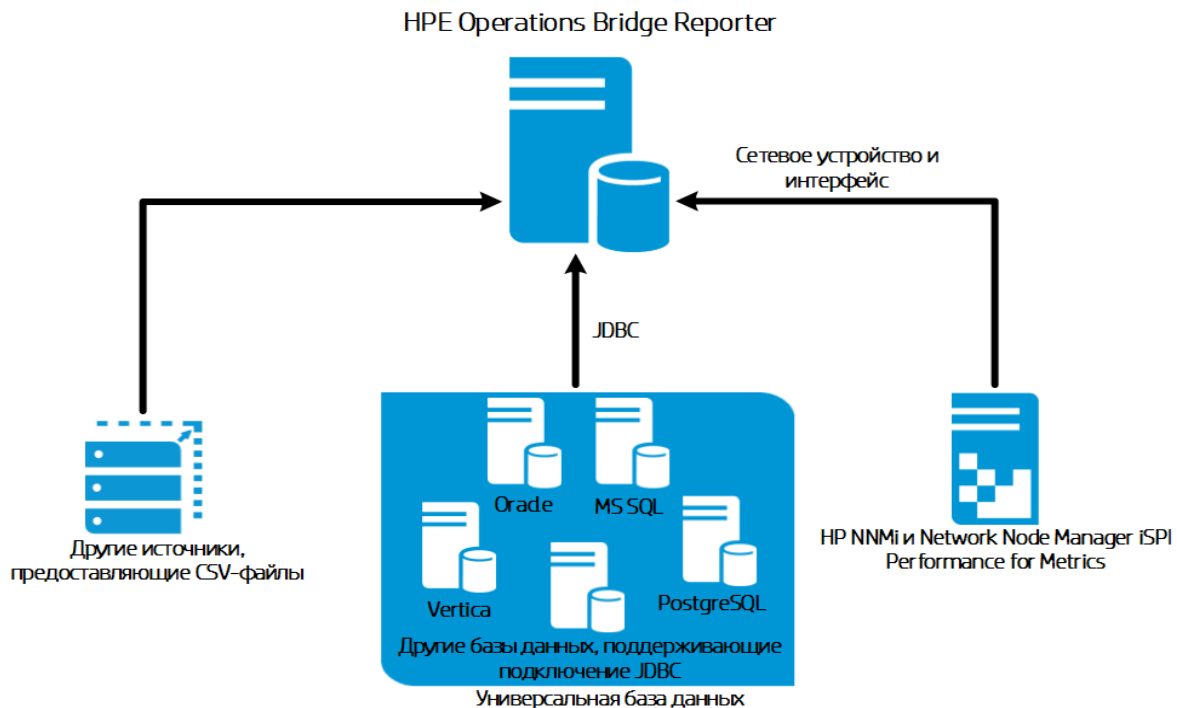 HPE Operations Bridge Reporter
Сетевое устройство и
интерфейс
JDBC
Oracle
MS SQL
Vertica
PostgreSQL
Другие базы данных, поддерживающие
подключение JDBC
Универсальная база данных
Другие источники,
предоставляющие CSV-файлы
HP NNMi и Network Node Manager iSPI
Performance for Metrics